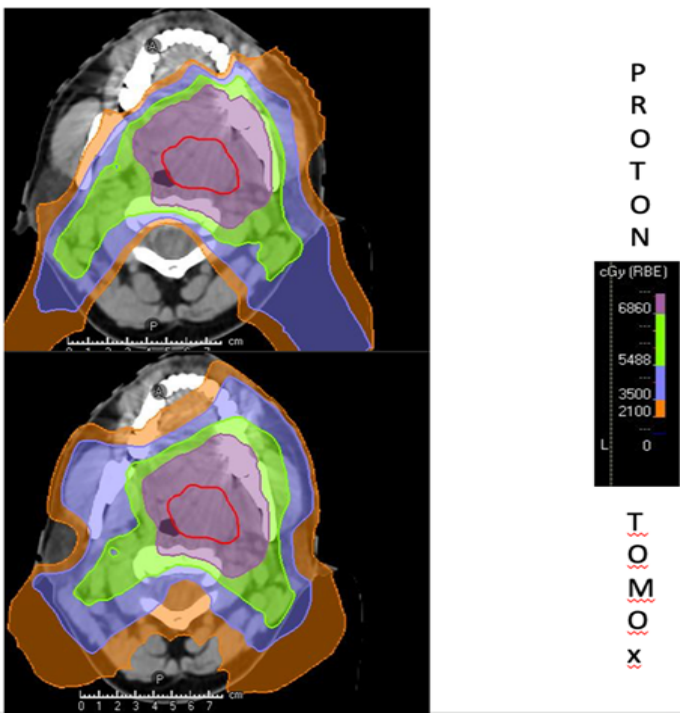 A
P
0 1 2 3 4 5 6 7 cm
A
P
0 1 2 3 4 5 6 7 cm
P
R
O
T
O
N
cGy (RBE)
---
6860
---
5488
---
3500
2100
---
L 0
T
O
M
O
x